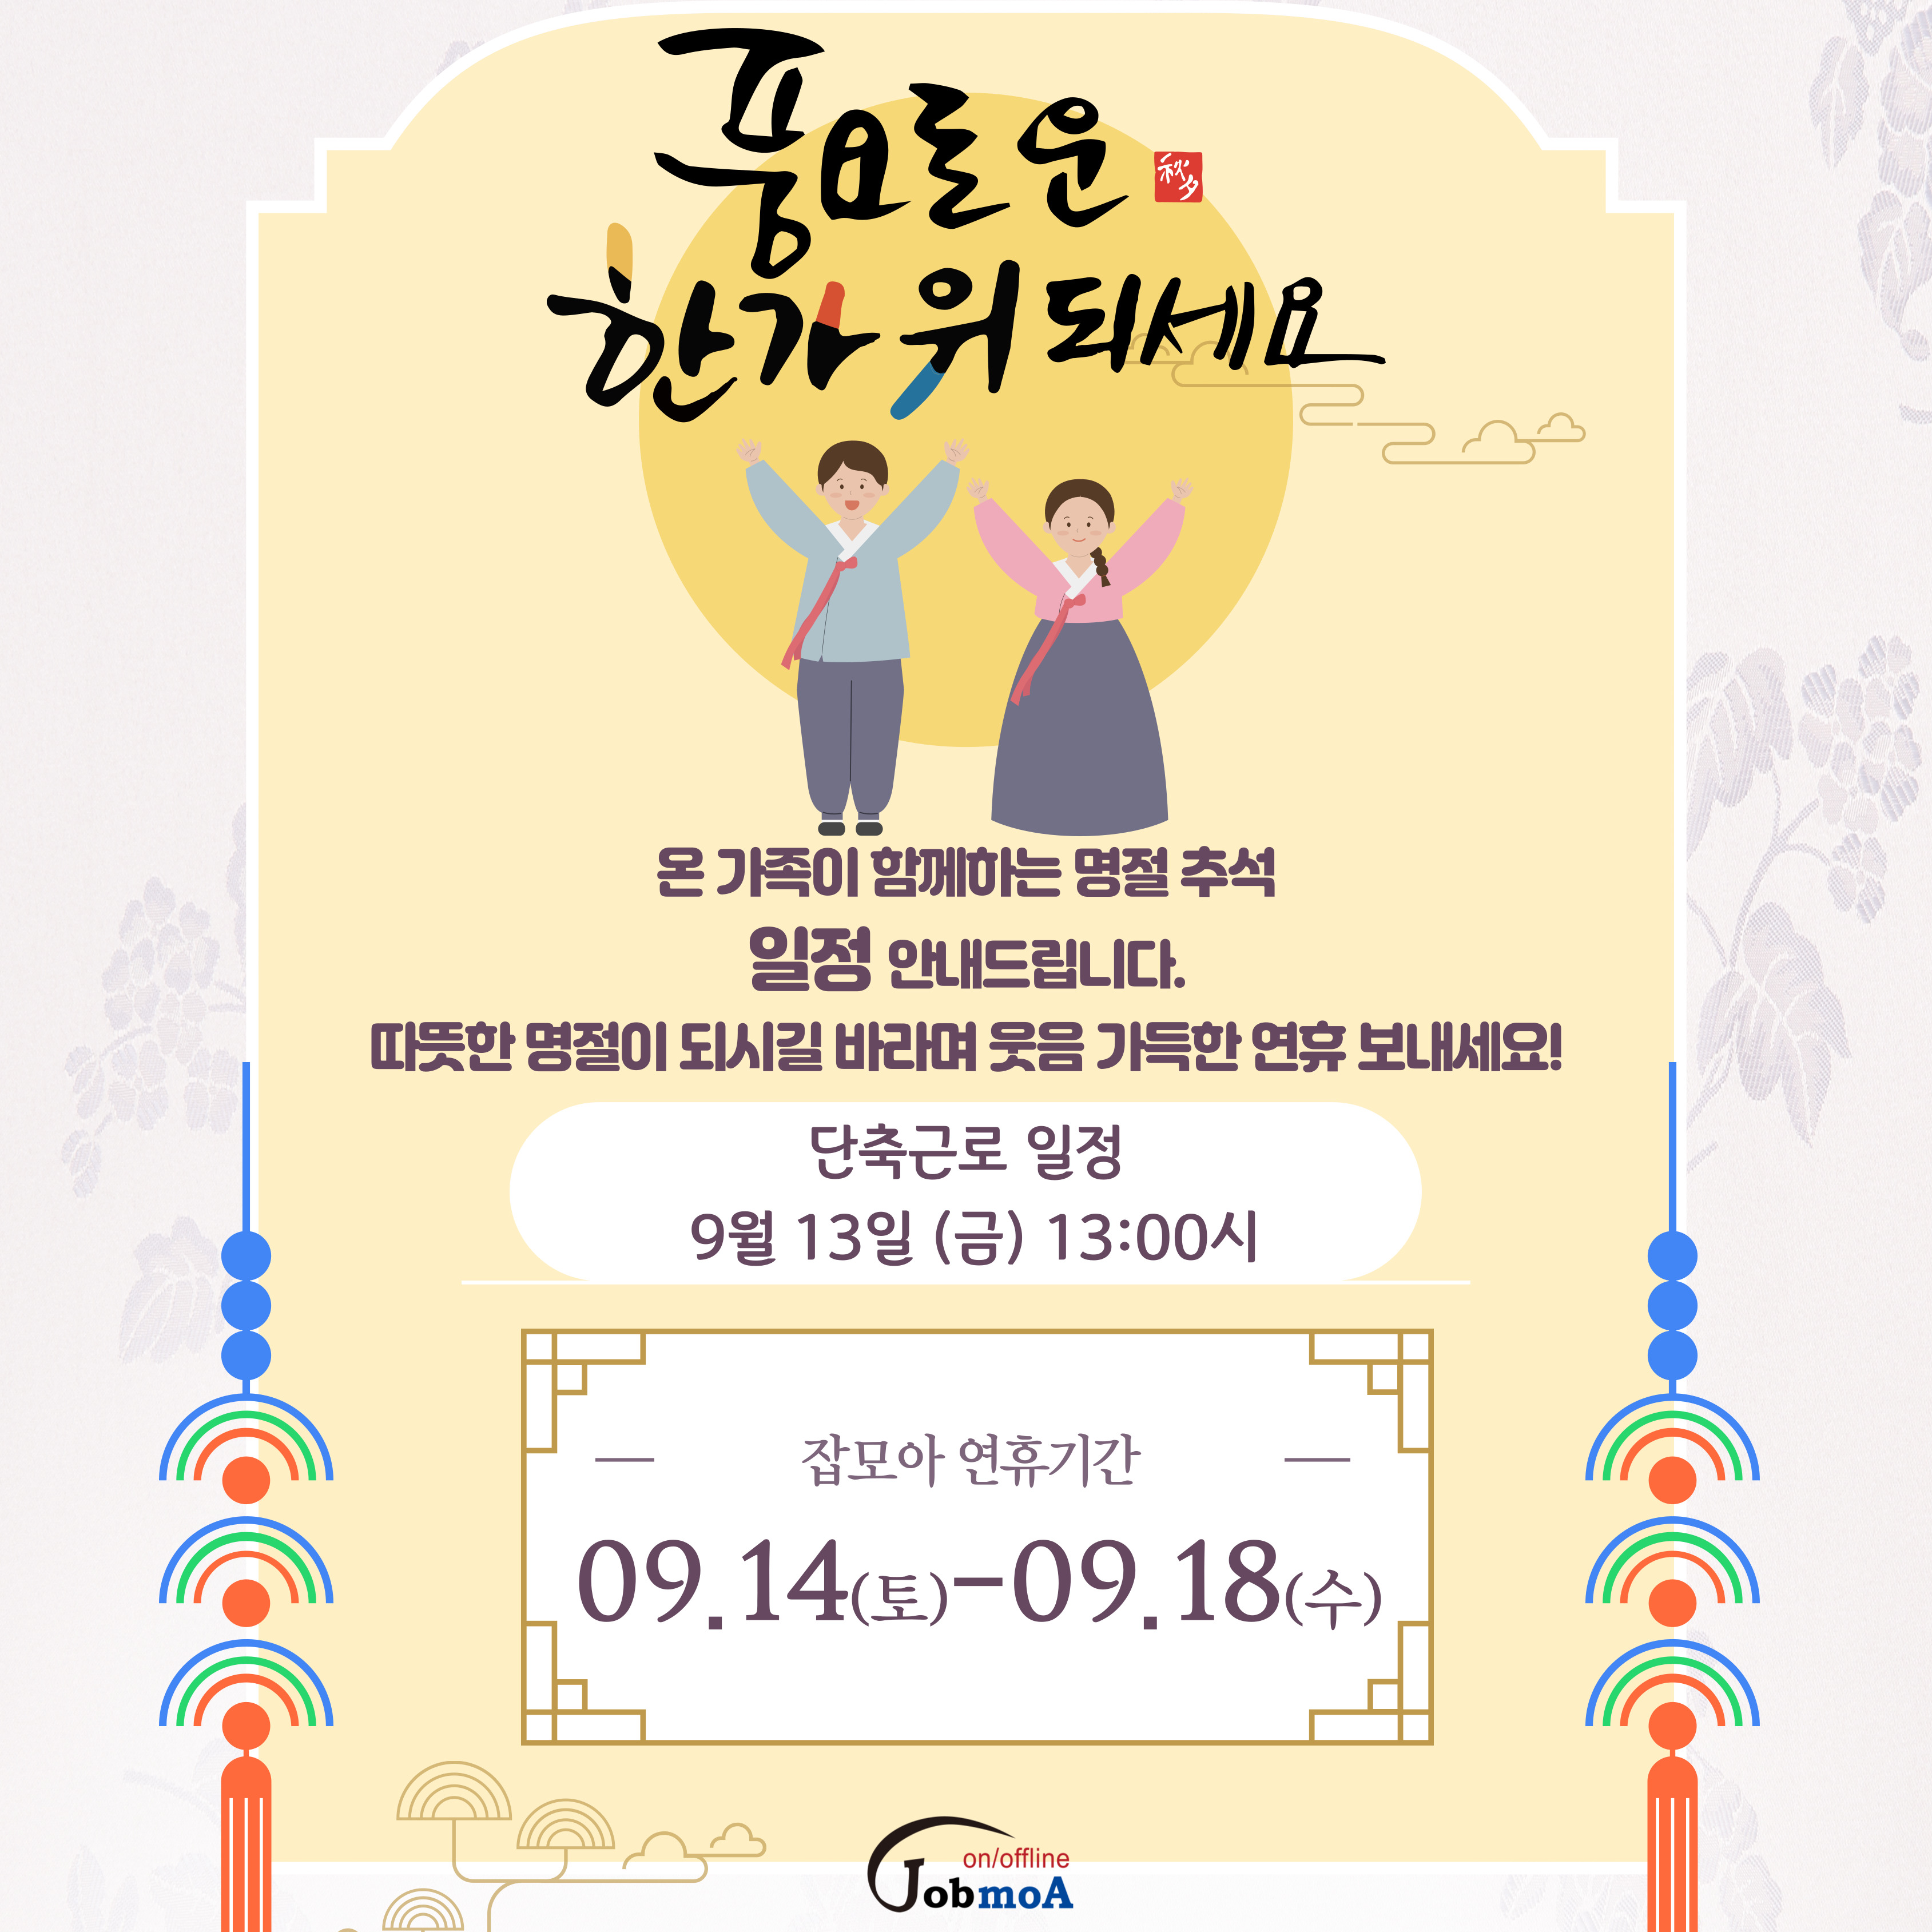 풍요로운
秋夕
한가위 되세요
온 가족이 함께하는 명절 추석
일정 안내드립니다.
따뜻한 명절이 되시길 바라며 웃음 가득한 연휴 보내세요!
단축근로 일정
9월 13일 (금) 13:00시
잡모아 연휴기간
09.14(토)-09.18(수)
on/offline
JobmoA